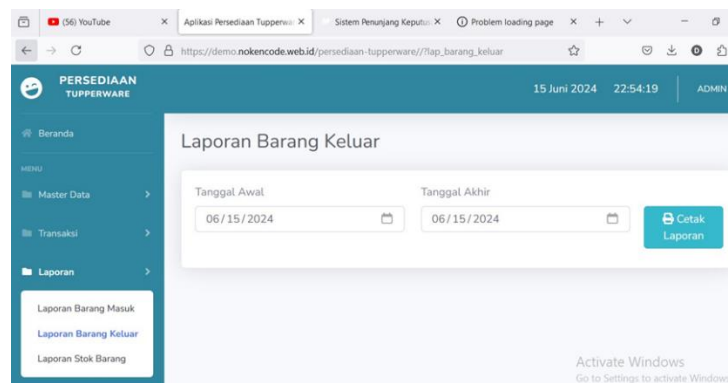 (56) YouTube
Aplikasi Persediaan Tupperwa
Sistem Penunjang Keputus
Problem loading page
https://demo.nokencode.web.id/persediaan-tupperware//?lap_barang_keluar
PERSEDIAAN
TUPPERWARE
15 Juni 2024 22:54:19 ADMIN
Beranda
MENU
Master Data
Transaksi
Laporan
Laporan Barang Masuk
Laporan Barang Keluar
Laporan Stok Barang
Laporan Barang Keluar
Tanggal Awal
06/15/2024
Tanggal Akhir
06/15/2024
Cetak
Laporan
Activate Windows
Go to Settings to activate Windows